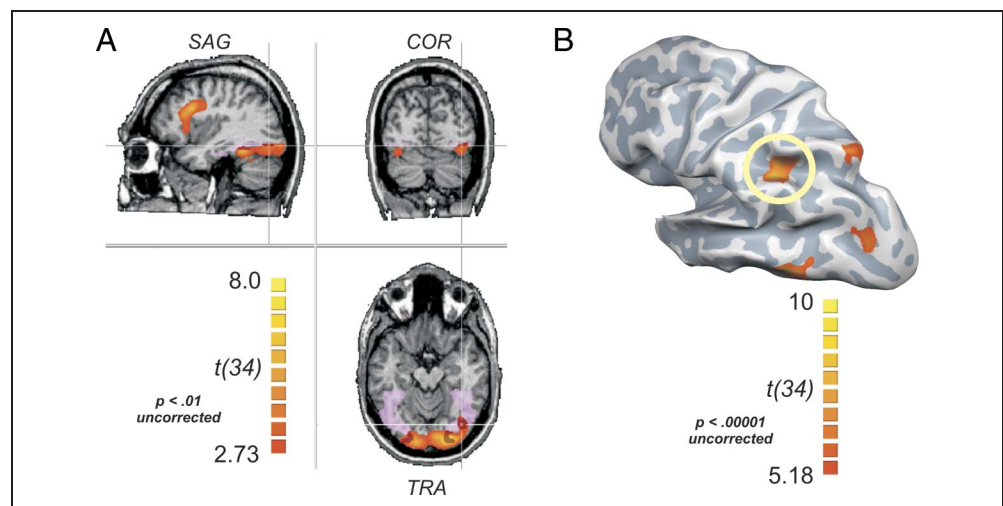 A
SAG
COR
8.0
t(34)
p < .01
uncorrected
2.73
TRA
B
10
t(34)
p < .00001
uncorrected
5.18